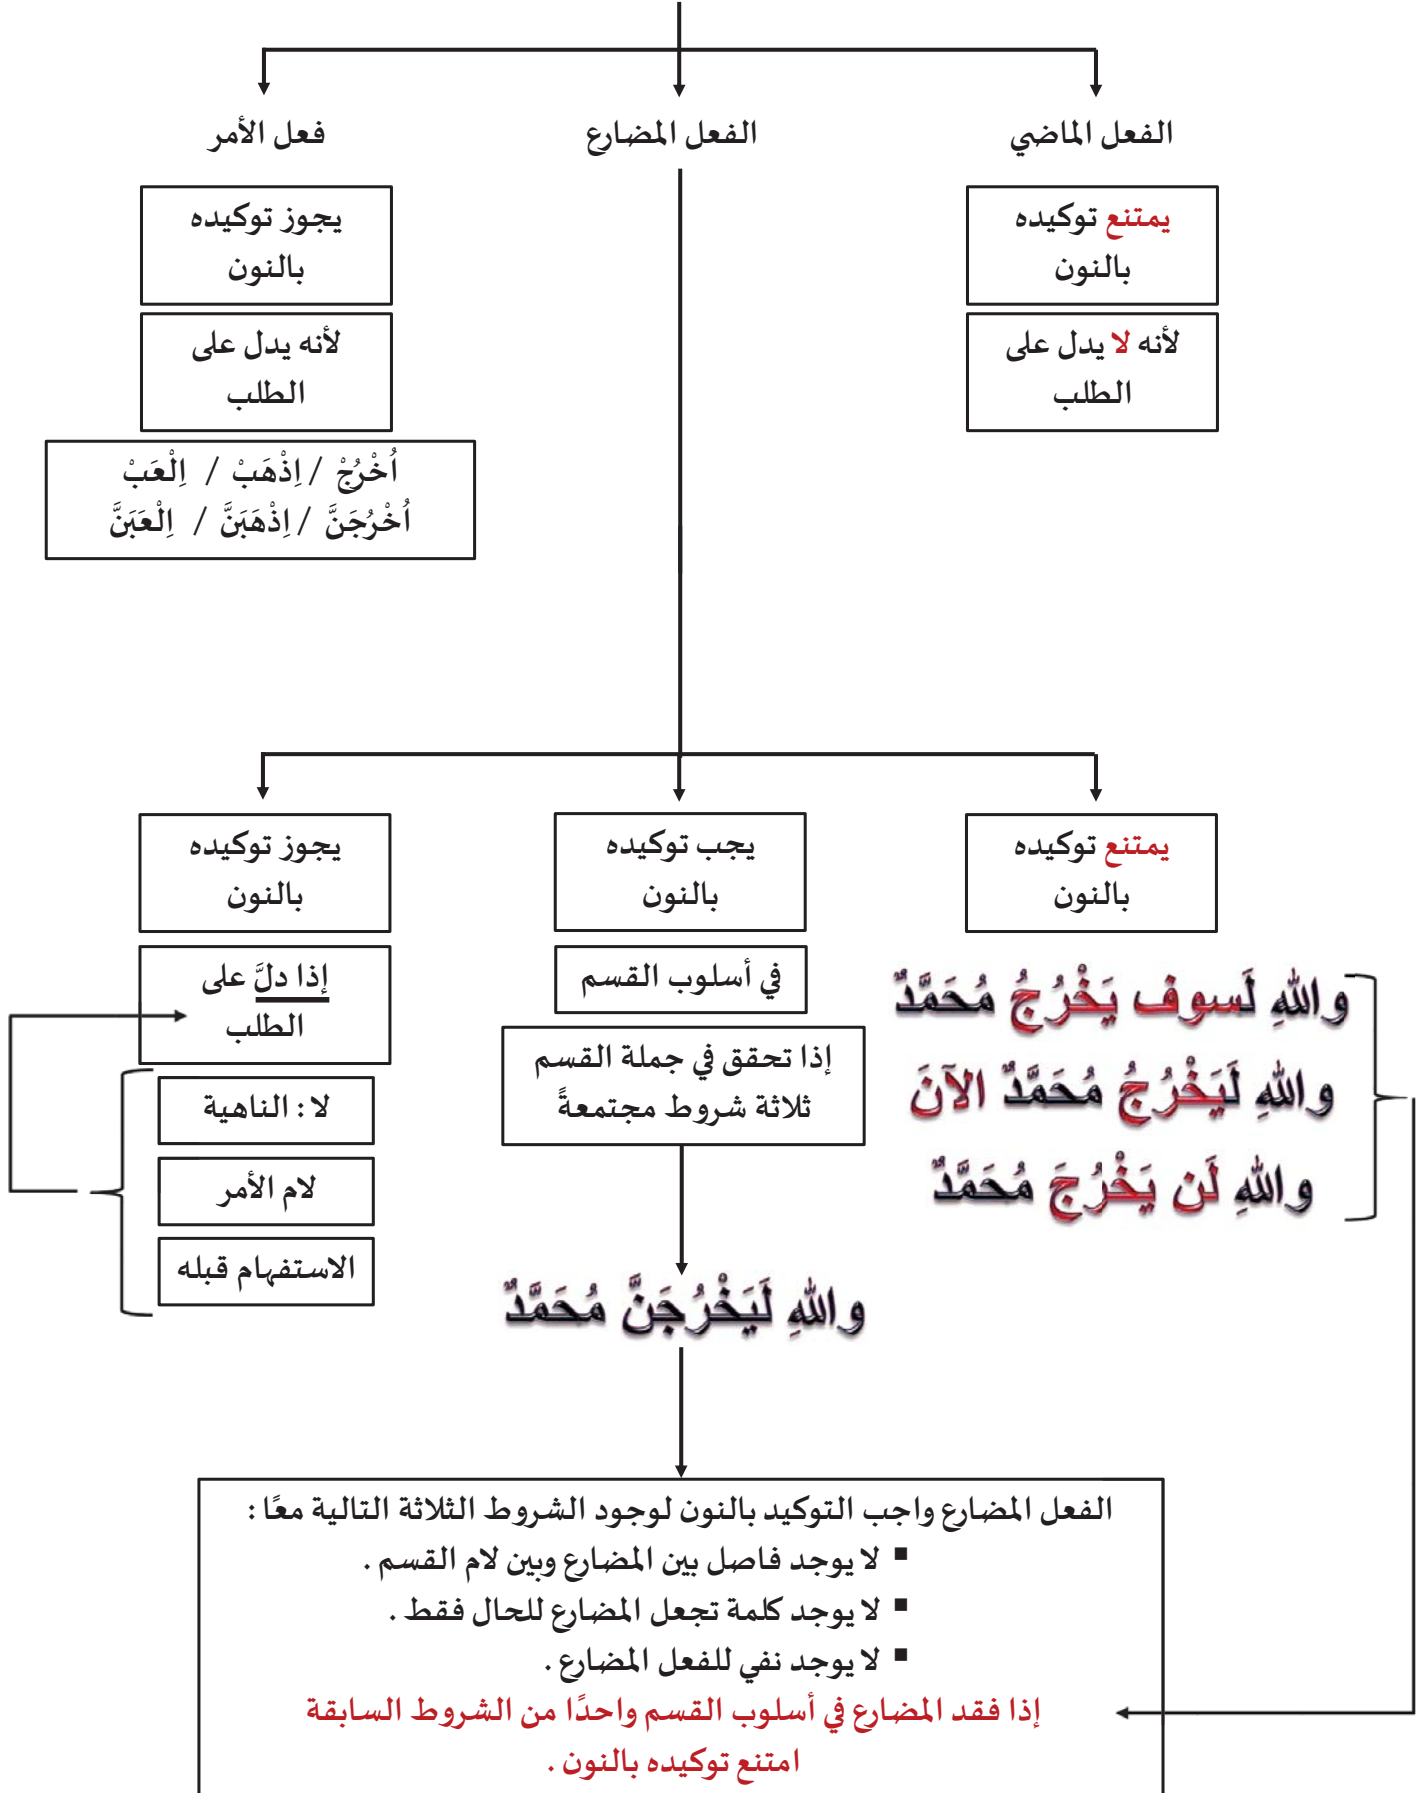 الفعل الماضي
الفعل المضارع
فعل الأمر
يمتنع توكيده
بالنون
لأنه لا يدل على
الطلب
يجوز توكيده
بالنون
لأنه يدل على
الطلب
اُخْرُجْ / اِذْهَبْ / اِلْعَبْ
اُخْرُجَنَّ / اِذْهَبَنَّ / اِلْعَبَنَّ
يمتنع توكيده
بالنون
واللهِ لَسوف يَخْرُجُ مُحَمَّدٌ
واللهِ لَيَخْرُجُ مُحَمَّدٌ الآنَ
واللهِ لَن يَخْرُجَ مُحَمَّدٌ
يجب توكيده
بالنون
في أسلوب القسم
إذا تحقق في جملة القسم
ثلاثة شروط مجتمعةً
واللهِ لَيَخْرُجَنَّ مُحَمَّدٌ
يجوز توكيده
بالنون
إذا دلَّ على
الطلب
لا : الناهية
لام الأمر
الاستفهام قبله
الفعل المضارع واجب التوكيد بالنون لوجود الشروط الثلاثة التالية معًا :
▪ لا يوجد فاصل بين المضارع وبين لام القسم .
▪ لا يوجد كلمة تجعل المضارع للحال فقط .
▪ لا يوجد نفي للفعل المضارع .
إذا فقد المضارع في أسلوب القسم واحدًا من الشروط السابقة
امتنع توكيده بالنون .